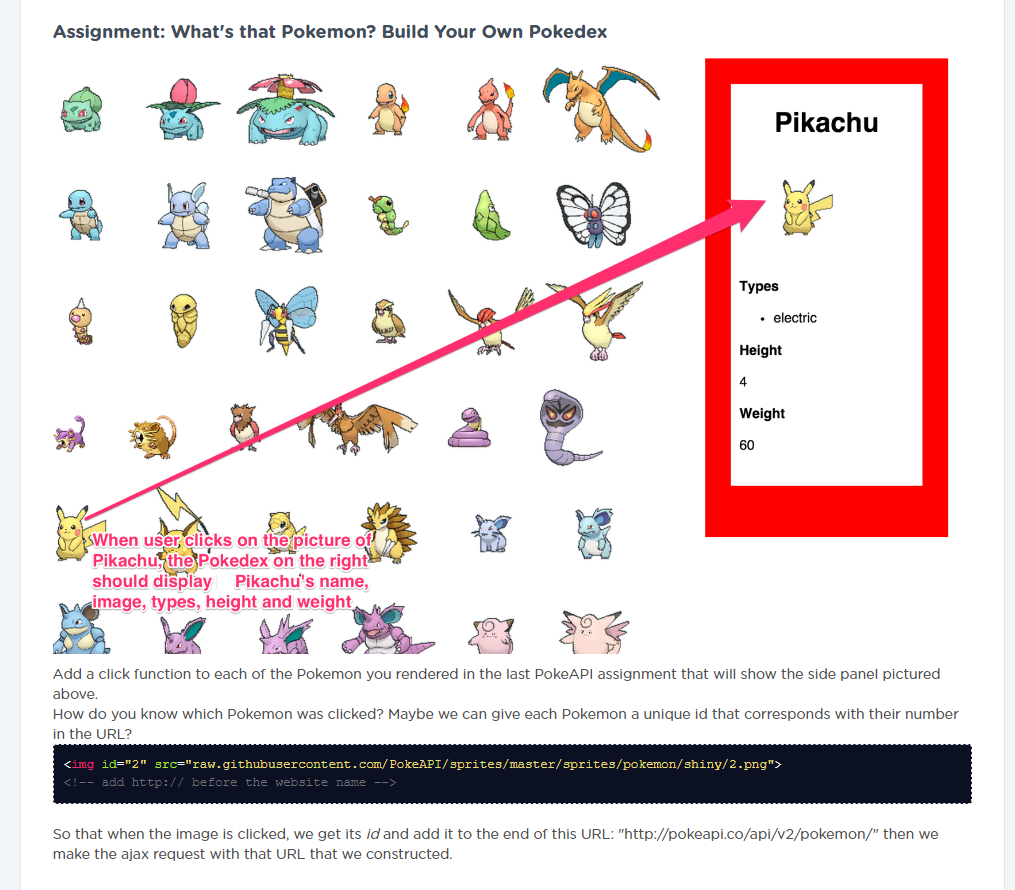 Assignment: What's that Pokemon? Build Your Own Pokedex
Pikachu
Types
• electric
Height
4
Weight
60
When user clicks on the picture of
Pikachu, the Pokedex on the right
should display Pikachu's name,
image, types, height and weight
Add a click function to each of the Pokemon you rendered in the last PokeAPI assignment that will show the side panel pictured
above.
How do you know which Pokemon was clicked? Maybe we can give each Pokemon a unique id that corresponds with their number
in the URL?
<img id="2" src="raw.githubusercontent.com/PokeAPI/sprites/master/sprites/pokemon/shiny/2.png">
<!-- add http:// before the website name -->
So that when the image is clicked, we get its id and add it to the end of this URL: "http://pokeapi.co/api/v2/pokemon/" then we
make the ajax request with that URL that we constructed.